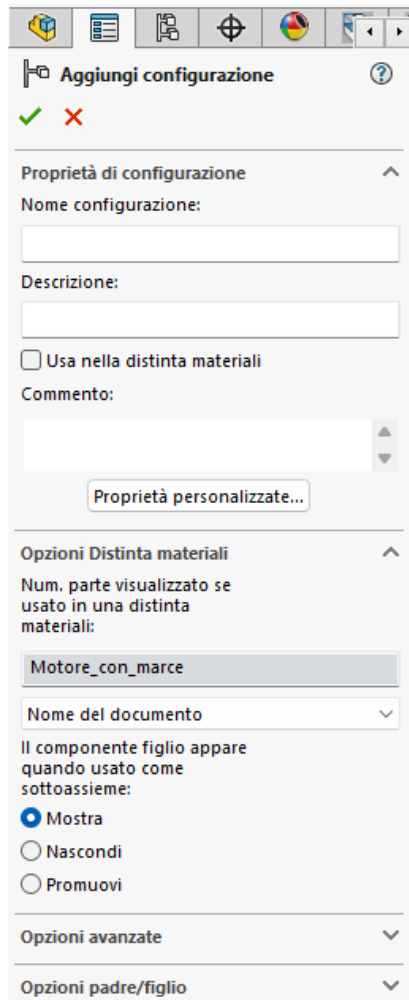 Aggiungi configurazione
?
Proprietà di configurazione
Nome configurazione:
Descrizione:
Usa nella distinta materiali
Commento:
Proprietà personalizzate...
Opzioni Distinta materiali
Num. parte visualizzato se
usato in una distinta
materiali:
Motore_con_marce
Nome del documento
Il componente figlio appare
quando usato come
sottoassieme:
Mostra
Nascondi
Promuovi
Opzioni avanzate
Opzioni padre/figlio